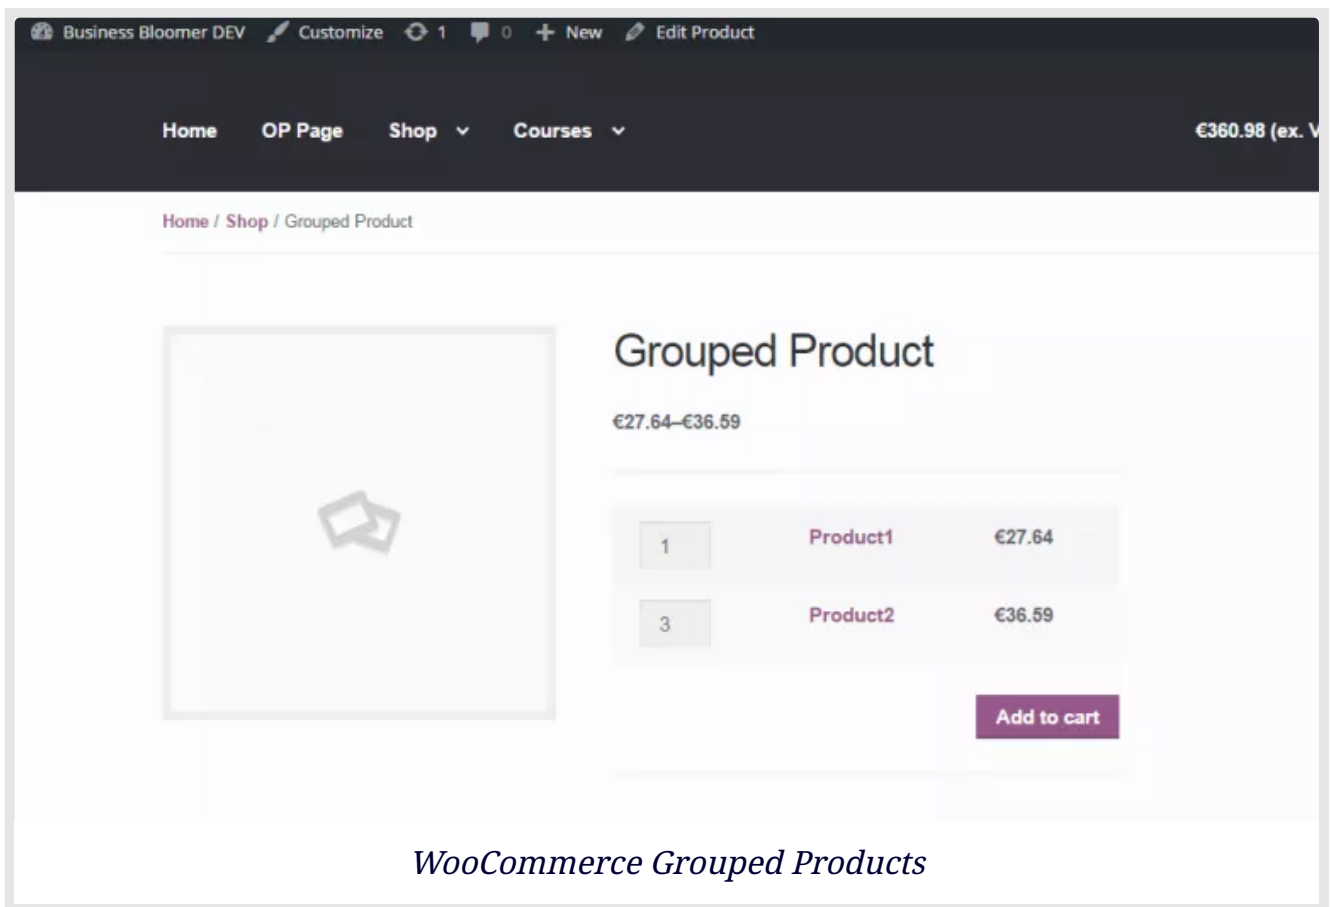 Business Bloomer DEV Customize 1 0 New Edit Product
Home OP Page Shop Courses €360.98 (ex.
Home / Shop / Grouped Product
Grouped Product
€27.64–€36.59
1 Product1 €27.64
3 Product2 €36.59
Add to cart
WooCommerce Grouped Products